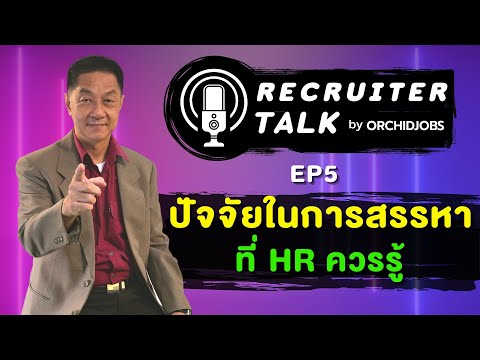 RECRUITER
TALK by ORCHIDJOBS
EP5
ปัจจัยในการสรรหา
ที่ HR ควรรู้